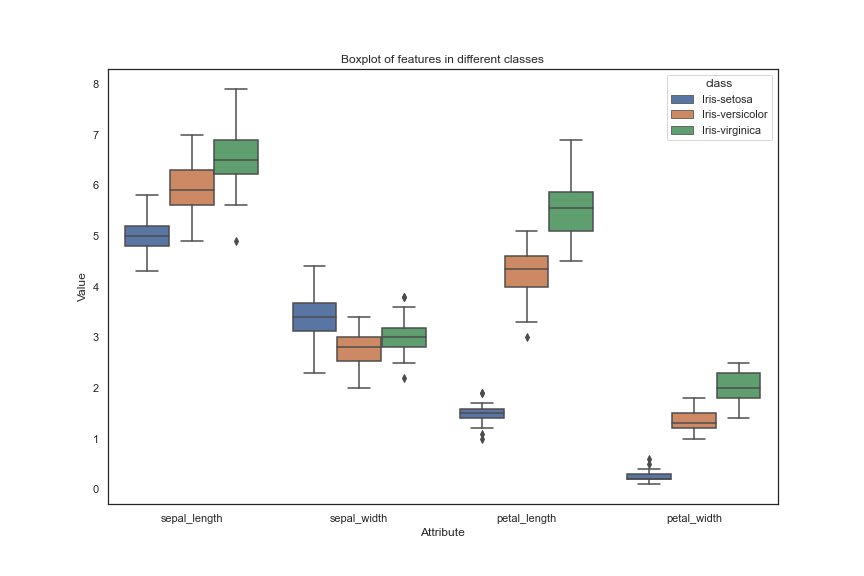 Boxplot of features in different classes
class
Iris-setosa
Iris-versicolor
Iris-virginica
8
7
6
5
4
3
2
1
0
Value
sepal_length
sepal_width
petal_length
petal_width
Attribute